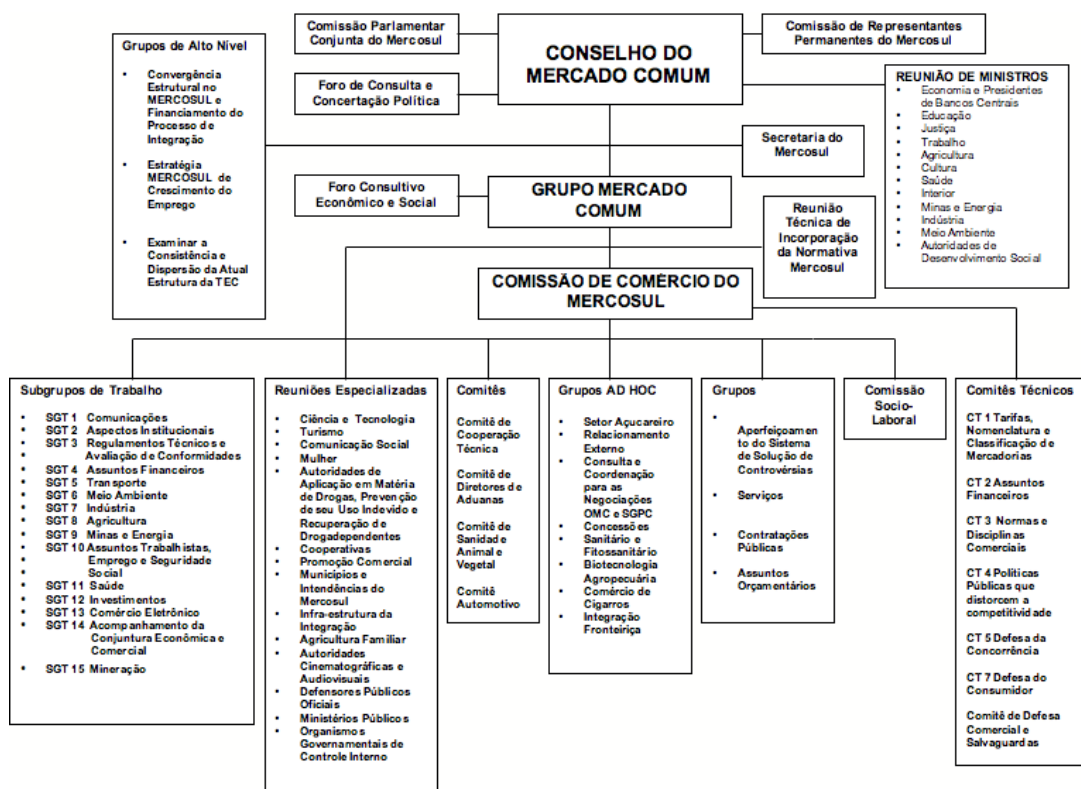 Comissão Parlamentar
Conjunta do Mercosul
CONSELHO DO
MERCADO COMUM
Comissão de Representantes
Permanentes do Mercosul
Grupos de Alto Nível
Convergência
Estrutural no
MERCOSUL e
Financiamento do
Processo de
Integração
Estratégia
MERCOSUL de
Crescimento do
Emprego
Examinar a
Consistência e
Dispersão da Atual
Estrutura da TEC
Foro de Consulta e
Concertação Política
REUNIÃO DE MINISTROS
Economia e Presidentes
de Bancos Centrais
Educação
Justiça
Trabalho
Agricultura
Cultura
Saúde
Interior
Minas e Energia
Indústria
Meio Ambiente
Autoridades de
Desenvolvimento Social
Secretaria do
Mercosul
Foro Consultivo
Econômico e Social
GRUPO MERCADO
COMUM
Reunião
Técnica de
Incorporação
da Normativa
Mercosul
COMISSÃO DE COMÉRCIO DO
MERCOSUL
Subgrupos de Trabalho
SGT 1 Comunicações
SGT 2 Aspectos Institucionais
SGT 3 Regulamentos Técnicos e
Avaliação de Conformidades
SGT 4 Assuntos Financeiros
SGT 5 Transporte
SGT 6 Meio Ambiente
SGT 7 Indústria
SGT 8 Agricultura
SGT 9 Minas e Energia
SGT 10 Assuntos Trabalhistas,
Emprego e Seguridade
Social
SGT 11 Saúde
SGT 12 Investimentos
SGT 13 Comércio Eletrônico
SGT 14 Acompanhamento da
Conjuntura Econômica e
Comercial
SGT 15 Mineração
Reuniões Especializadas
Ciência e Tecnologia
Turismo
Comunicação Social
Mulher
Autoridades de
Aplicação em Matéria
de Drogas, Prevenção
de seu Uso Indevido e
Recuperação de
Drogadependentes
Cooperativas
Promoção Comercial
Municípios e
Intendências do
Mercosul
Infra-estrutura da
Integração
Agricultura Familiar
Autoridades
Cinematográficas e
Audiovisuais
Defensores Públicos
Oficiais
Ministérios Públicos
Organismos
Governamentais de
Controle Interno
Comitês
Comitê de
Cooperação
Técnica
Comitê de
Diretores de
Aduanas
Comitê de
Sanidade
Animal e
Vegetal
Comitê
Automotivo
Grupos AD HOC
Setor Açucareiro
Relacionamento
Externo
Consulta e
Coordenação
para as
Negociações
OMC e SGPC
Concessões
Sanitário e
Fitossanitário
Biotecnologia
Agropecuária
Comércio de
Cigarros
Integração
Fronteiriça
Grupos
Aperfeiçoame
nto do Sistema
de Solução de
Controvérsias
Serviços
Contratações
Públicas
Assuntos
Orçamentários
Comissão
Socio-
Laboral
Comitês Técnicos
CT 1 Tarifas,
Nomenclatura e
Classificação de
Mercadorias
CT 2 Assuntos
Financeiros
CT 3 Normas e
Disciplinas
Comerciais
CT 4 Políticas
Públicas que
distorcem a
competitividade
CT 5 Defesa da
Concorrência
CT 7 Defesa do
Consumidor
Comitê de Defesa
Comercial e
Salvaguardas